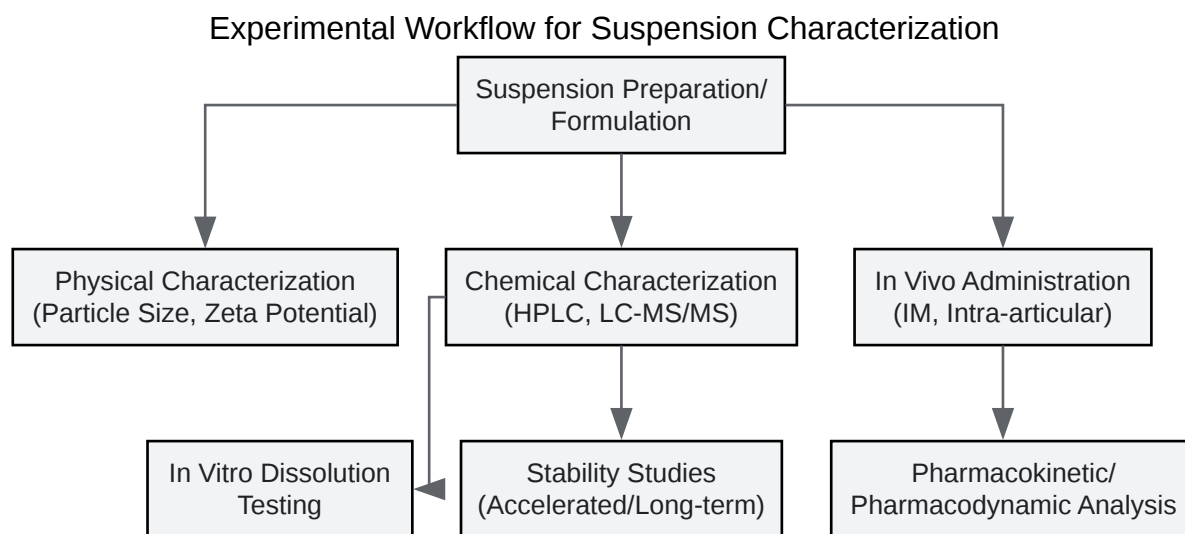 Experimental Workflow for Suspension Characterization
Suspension Preparation/
Formulation
Physical Characterization
(Particle Size, Zeta Potential)
Chemical Characterization
(HPLC, LC-MS/MS)
In Vivo Administration
(IM, Intra-articular)
In Vitro Dissolution
Testing
Stability Studies
(Accelerated/Long-term)
Pharmacokinetic/
Pharmacodynamic Analysis